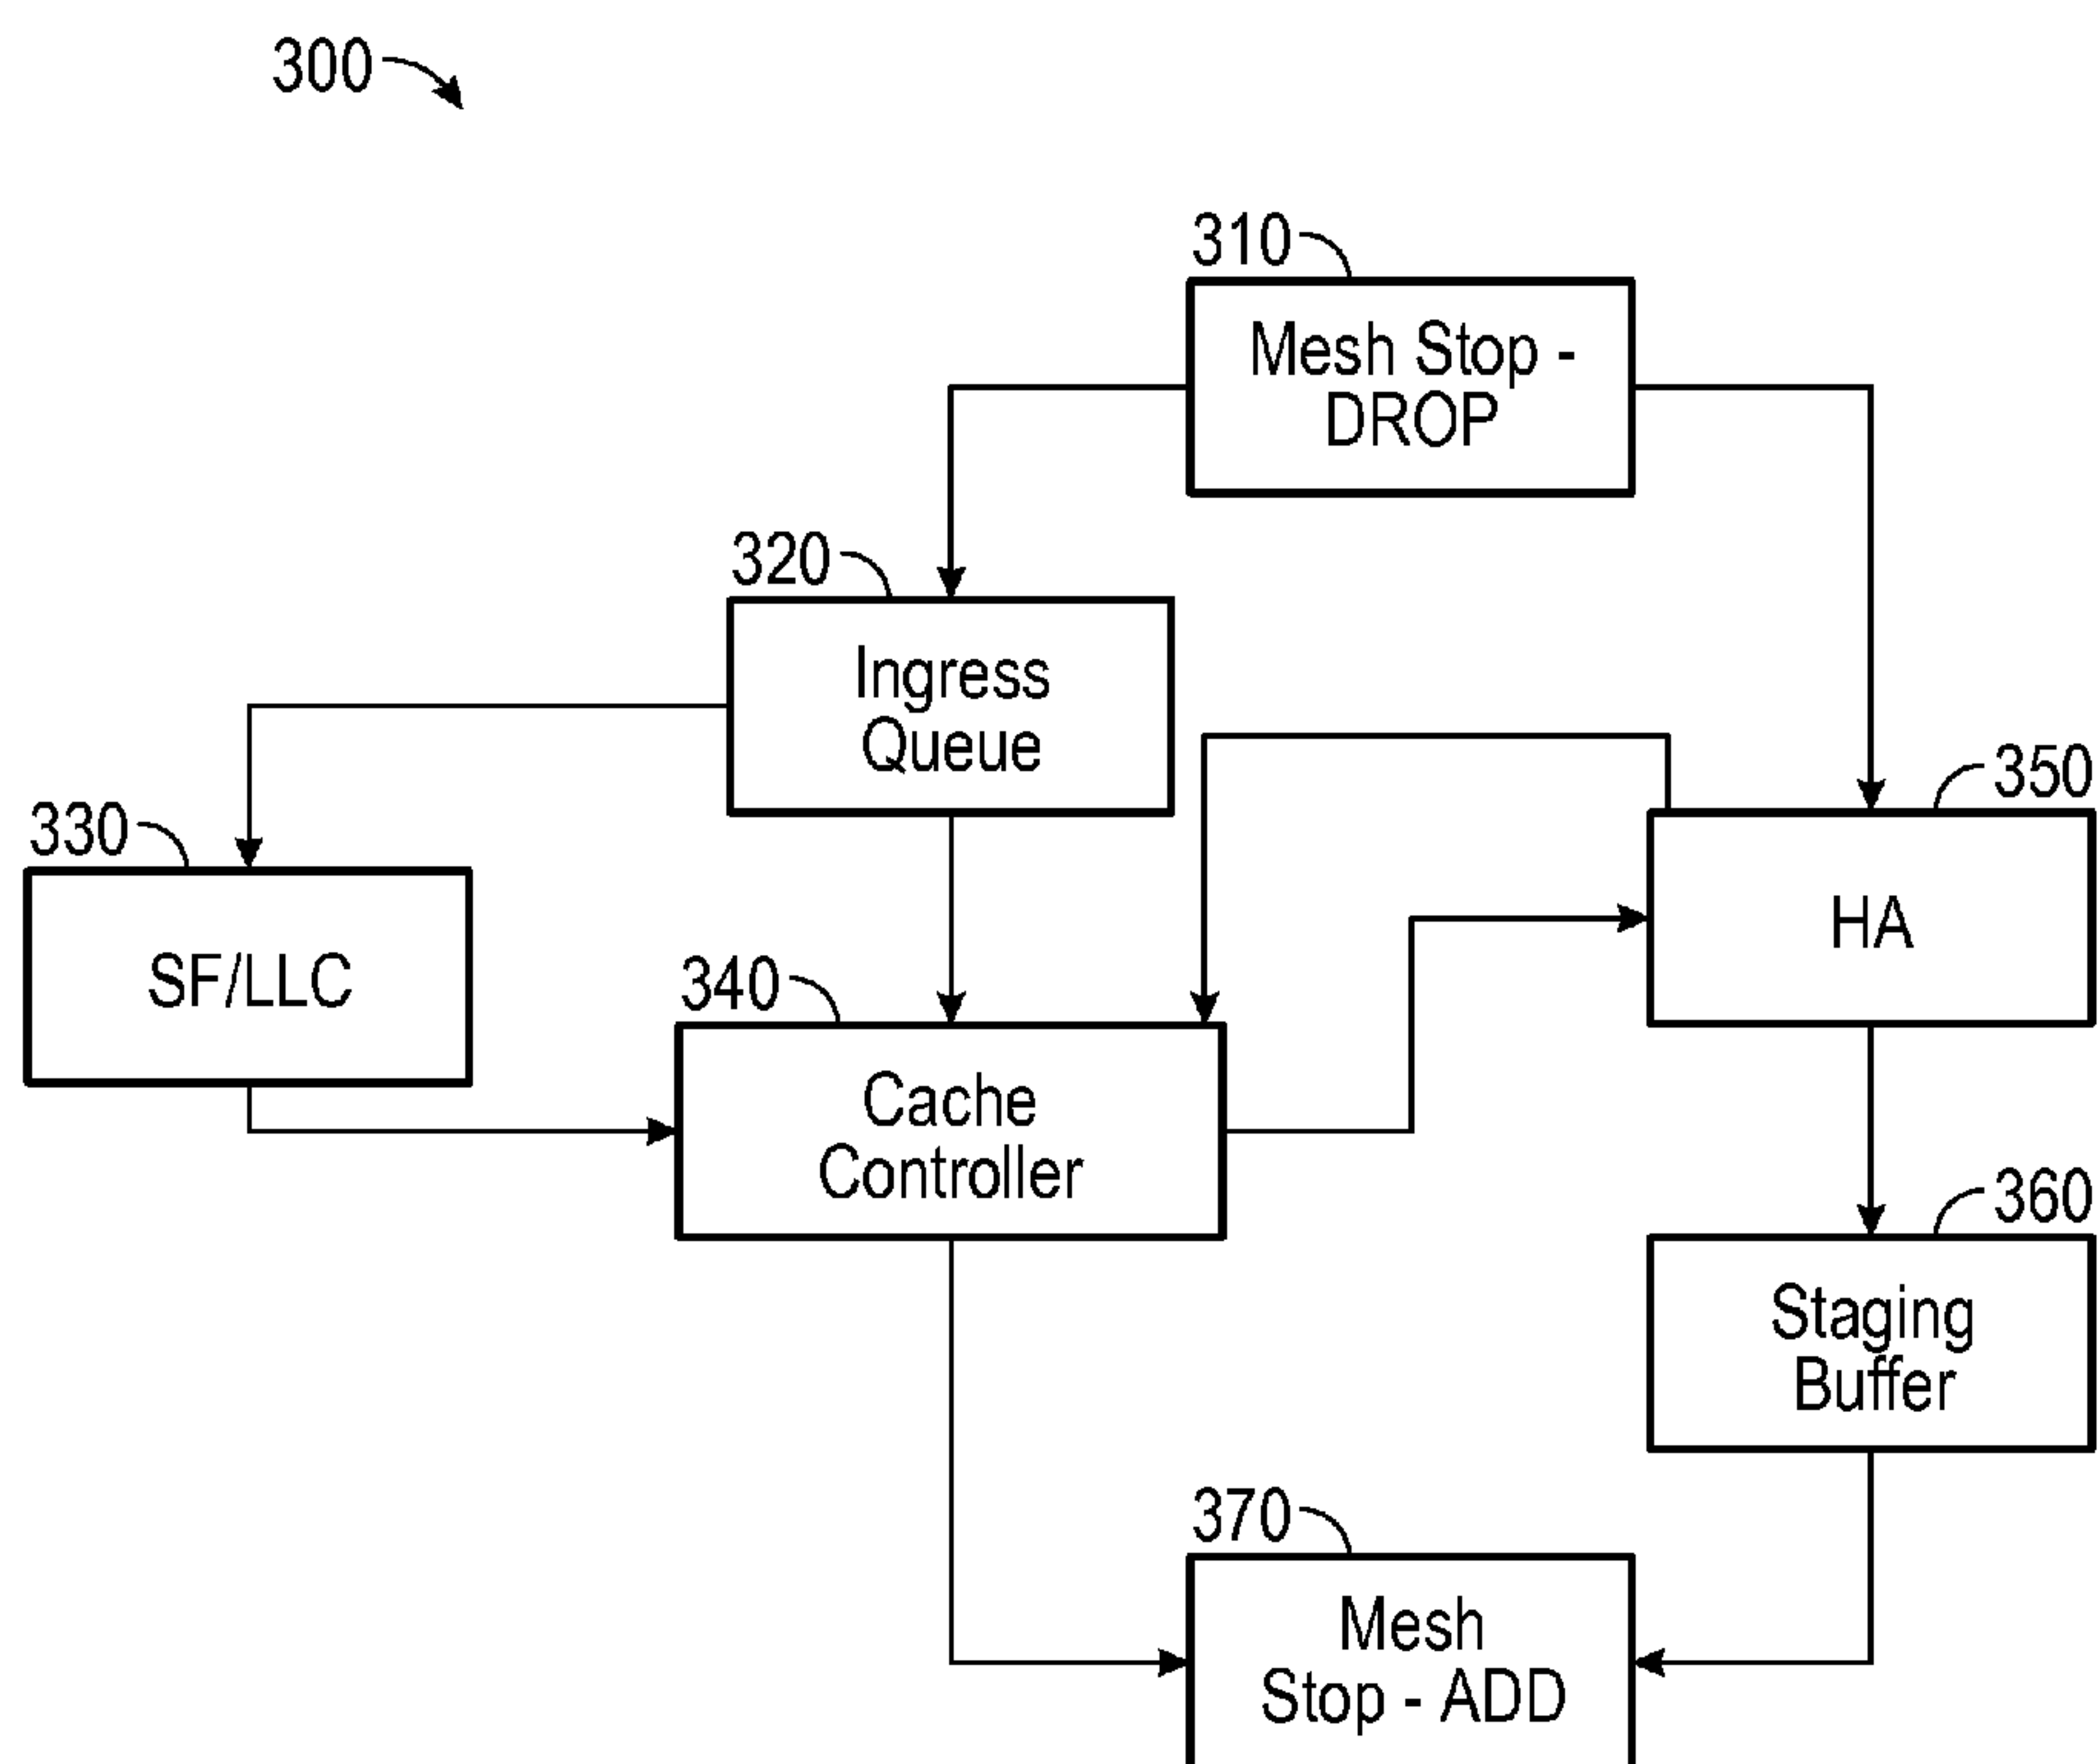 300
310
Mesh Stop -
DROP
320
Ingress
Queue
330
SF/LLC
340
Cache
Controller
350
HA
360
Staging
Buffer
370
Mesh
Stop - ADD